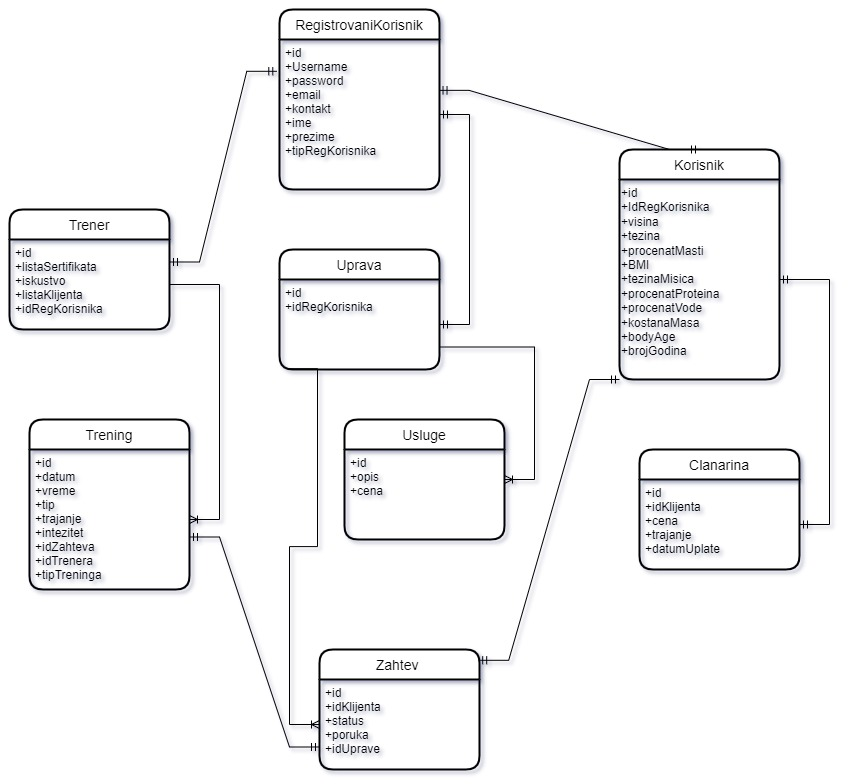 RegistrovaniKorisnik
+id
+Username
+password
+email
+kontakt
+ime
+prezime
+tipRegKorisnika
Korisnik
+id
+IdRegKorisnika
+visina
+tezina
+procenatMasti
+BMI
+tezinaMisica
+procenatProteina
+procenatVode
+kostanaMasa
+bodyAge
+brojGodina
Trener
+id
+listaSertifikata
+iskustvo
+listaKlijenta
+idRegKorisnika
Uprava
+id
+idRegKorisnika
Trening
+id
+datum
+vreme
+tip
+trajanje
+intezitet
+idZahteva
+idTrenera
+tipTreninga
Usluge
+id
+opis
+cena
Clanarina
+id
+idKlijenta
+cena
+trajanje
+datumUplate
Zahtev
+id
+idKlijenta
+status
+poruka
+idUprave